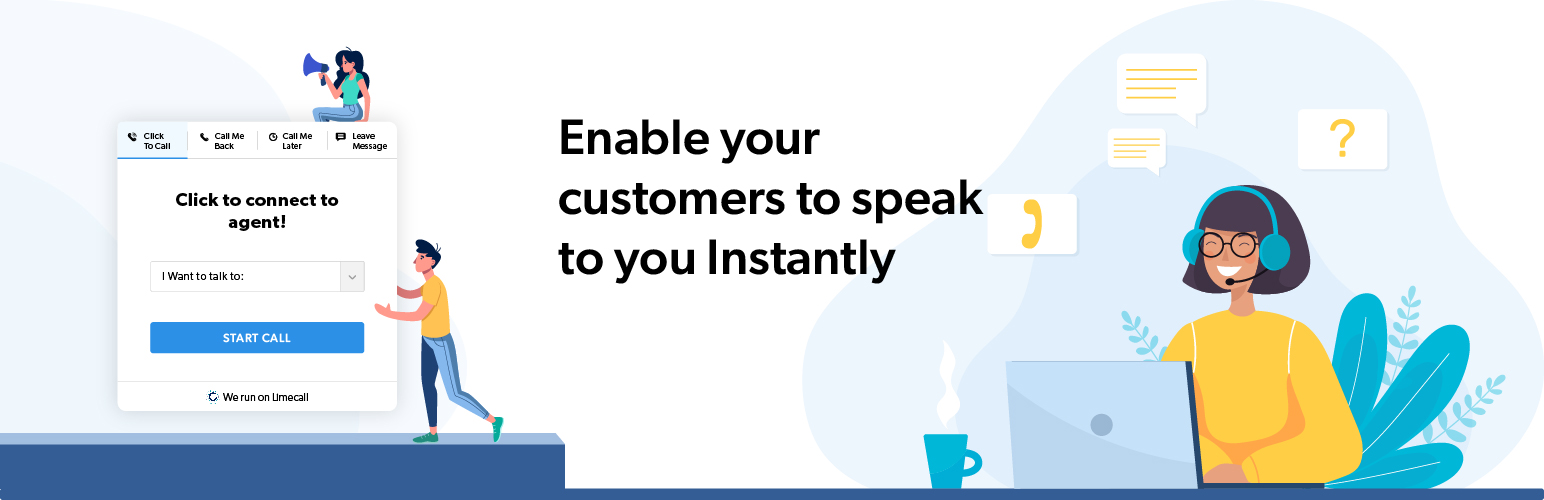 Click
To Call
Call Me
Back
Call Me
Later
Leave
Message
Click to connect to
agent!
I Want to talk to:
START CALL
We run on Limecall
Enable your
customers to speak
to you Instantly
?